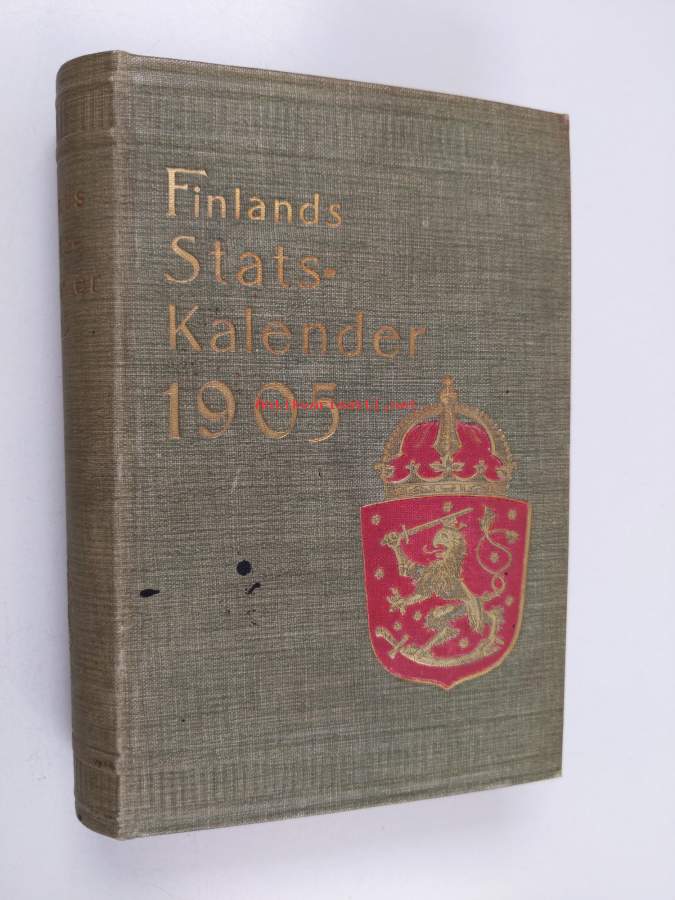 Finlands
Stats-
Kalender
1905